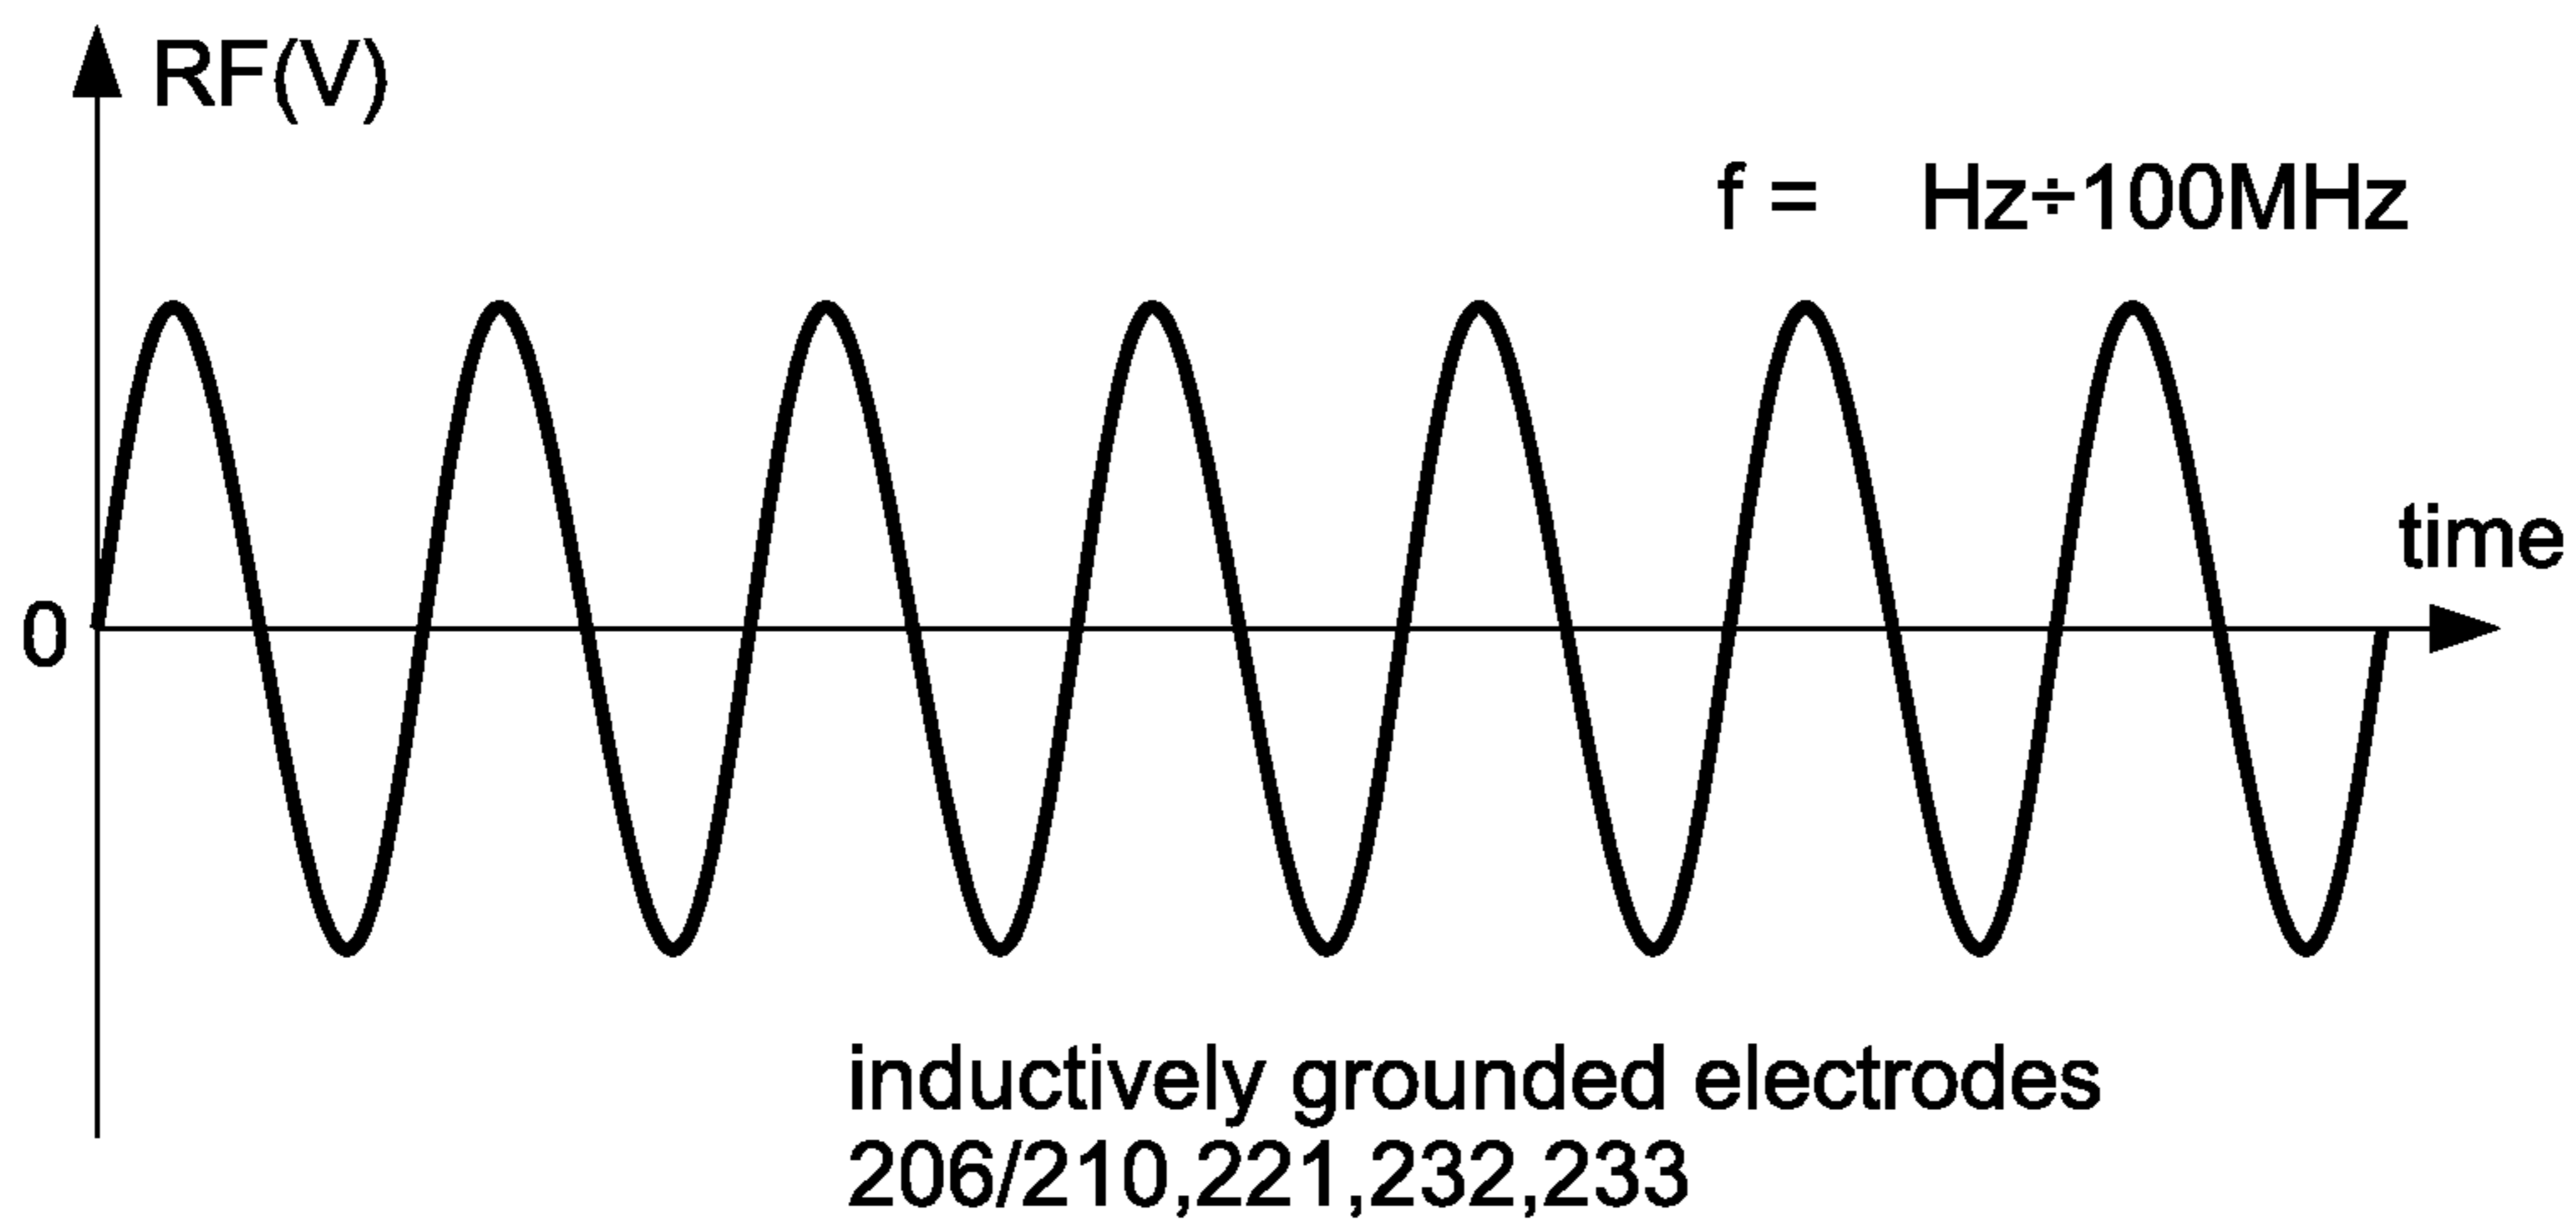 RF(V)
f = Hz÷100MHz
time
0
inductively grounded electrodes
206/210,221,232,233